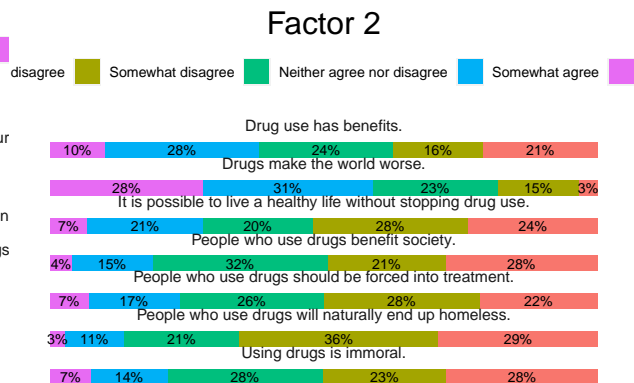 Factor 2
disagree Somewhat disagree Neither agree nor disagree Somewhat agree
Drug use has benefits.
10% 28% 24% 16% 21%
Drugs make the world worse.
28% 31% 23% 15% 3%
It is possible to live a healthy life without stopping drug use.
7% 21% 20% 28% 24%
People who use drugs benefit society.
4% 15% 32% 21% 28%
People who use drugs should be forced into treatment.
7% 17% 26% 28% 22%
People who use drugs will naturally end up homeless.
3% 11% 21% 36% 29%
Using drugs is immoral.
7% 14% 28% 23% 28%